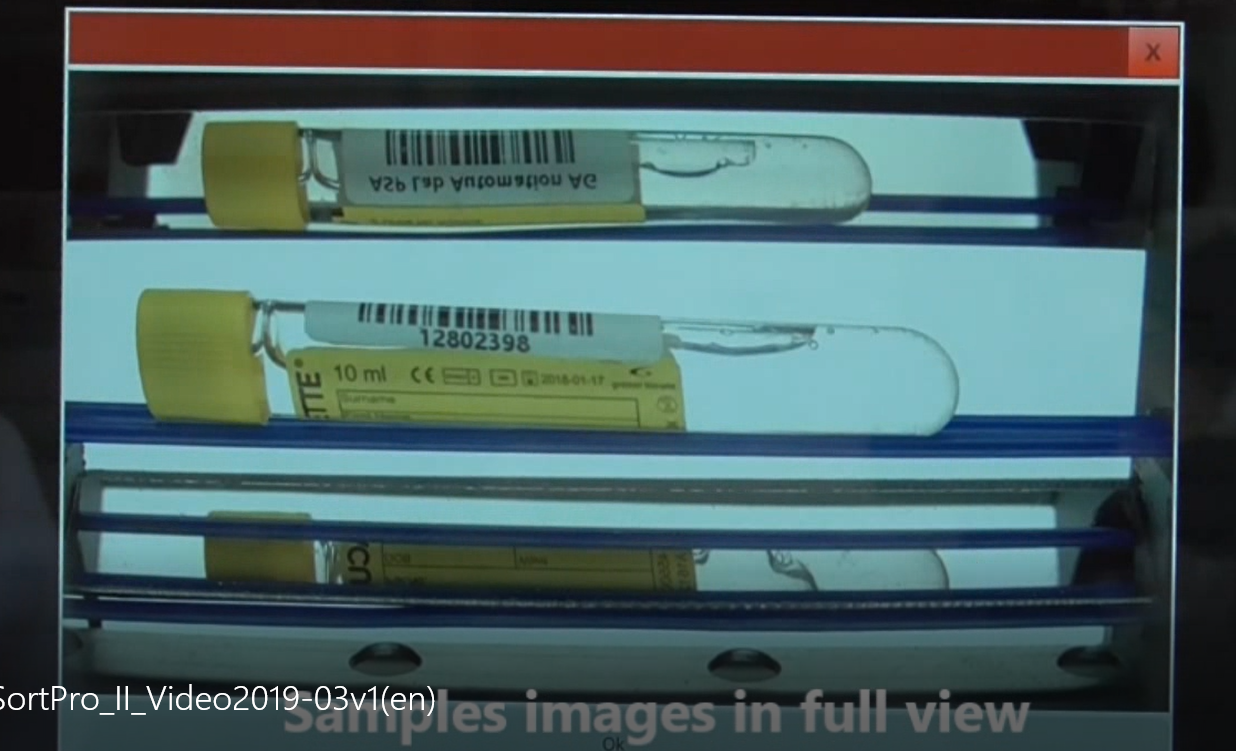 X
ASP Lab Automation AG
12802398
TTE®
10 ml CE 2018-01-17
Surname
SortPro_II_Video2019-03v1(en)
Samples images in full view
Ok